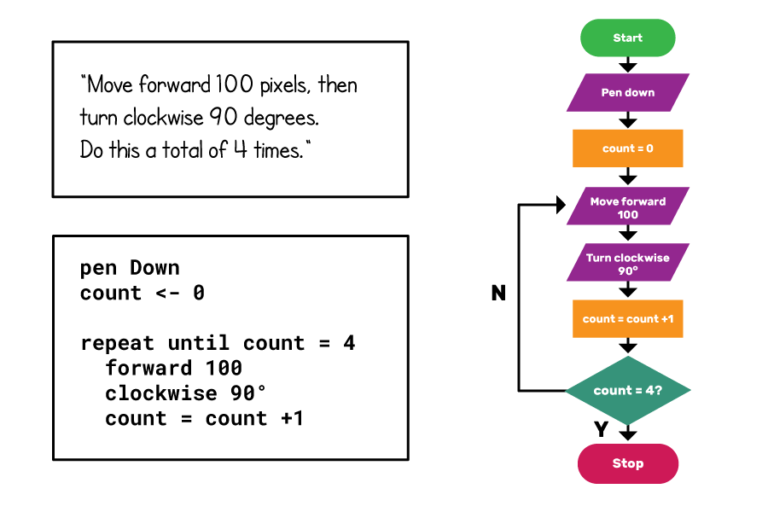 "Move forward 100 pixels, then
turn clockwise 90 degrees.
Do this a total of 4 times."
pen Down
count <- 0
repeat until count = 4
forward 100
clockwise 90°
count = count +1
Start
Pen down
count = 0
Move forward
100
Turn clockwise
90°
N
count = count +1
count = 4?
Y
Stop